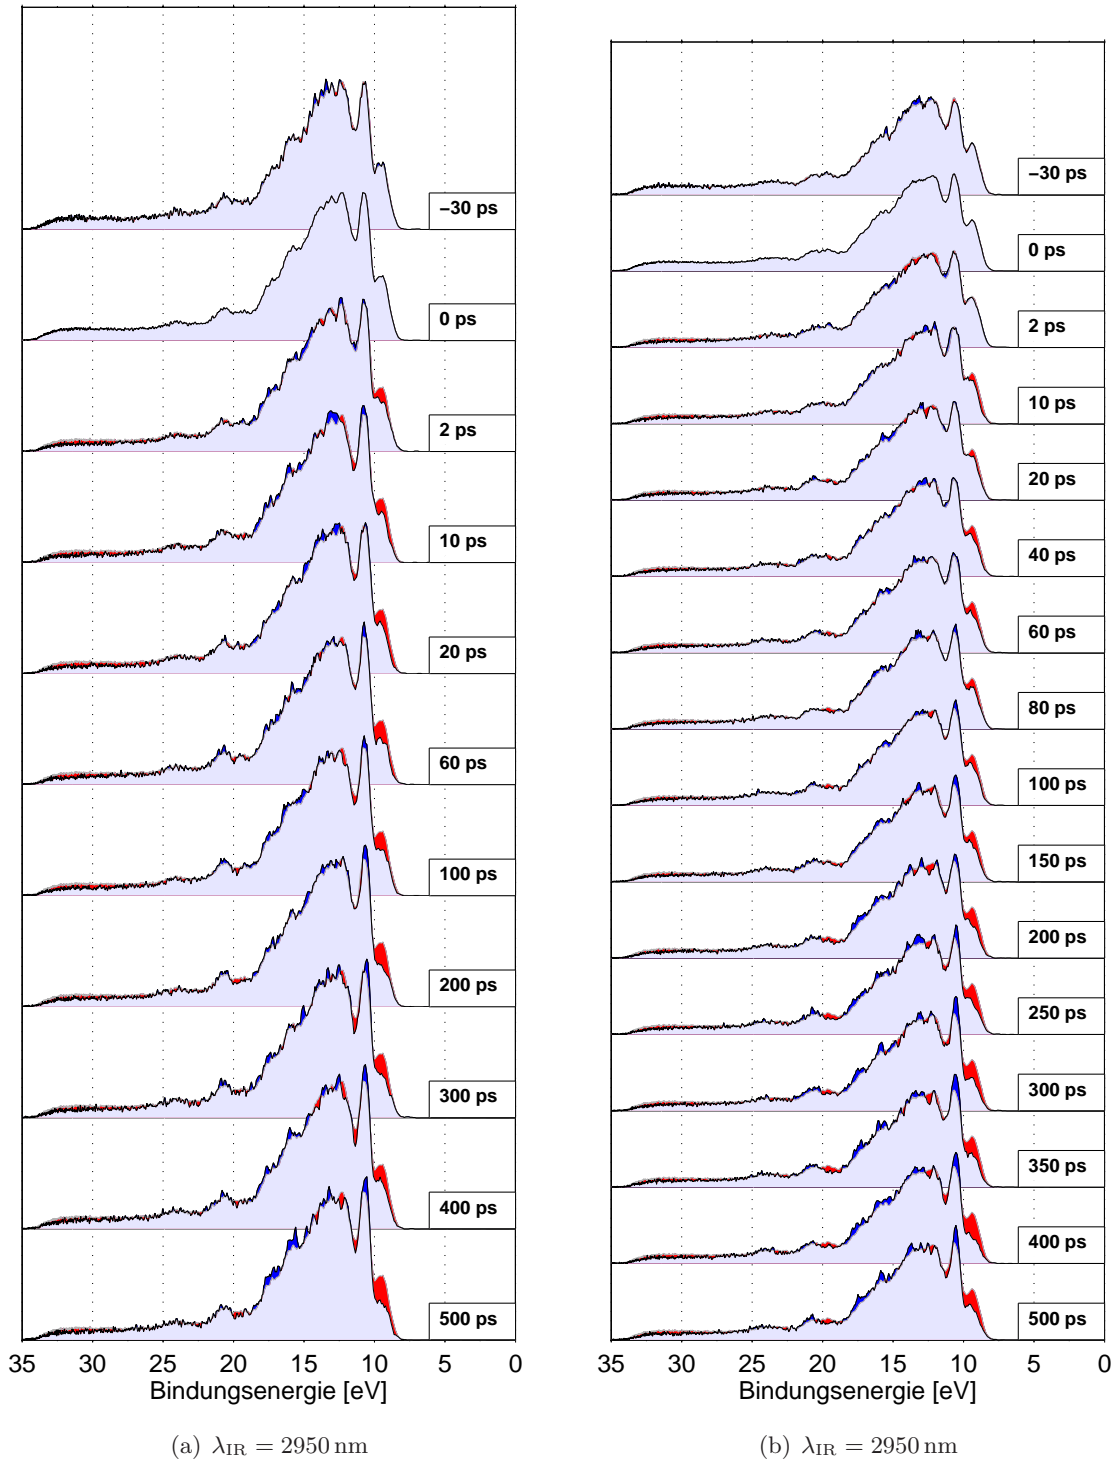 −30 ps
0 ps
2 ps
10 ps
20 ps
60 ps
100 ps
200 ps
300 ps
400 ps
500 ps
35 30 25 20 15 10 5 0
Bindungsenergie [eV]
(a) λIR = 2950 nm
−30 ps
0 ps
2 ps
10 ps
20 ps
40 ps
60 ps
80 ps
100 ps
150 ps
200 ps
250 ps
300 ps
350 ps
400 ps
500 ps
35 30 25 20 15 10 5 0
Bindungsenergie [eV]
(b) λIR = 2950 nm